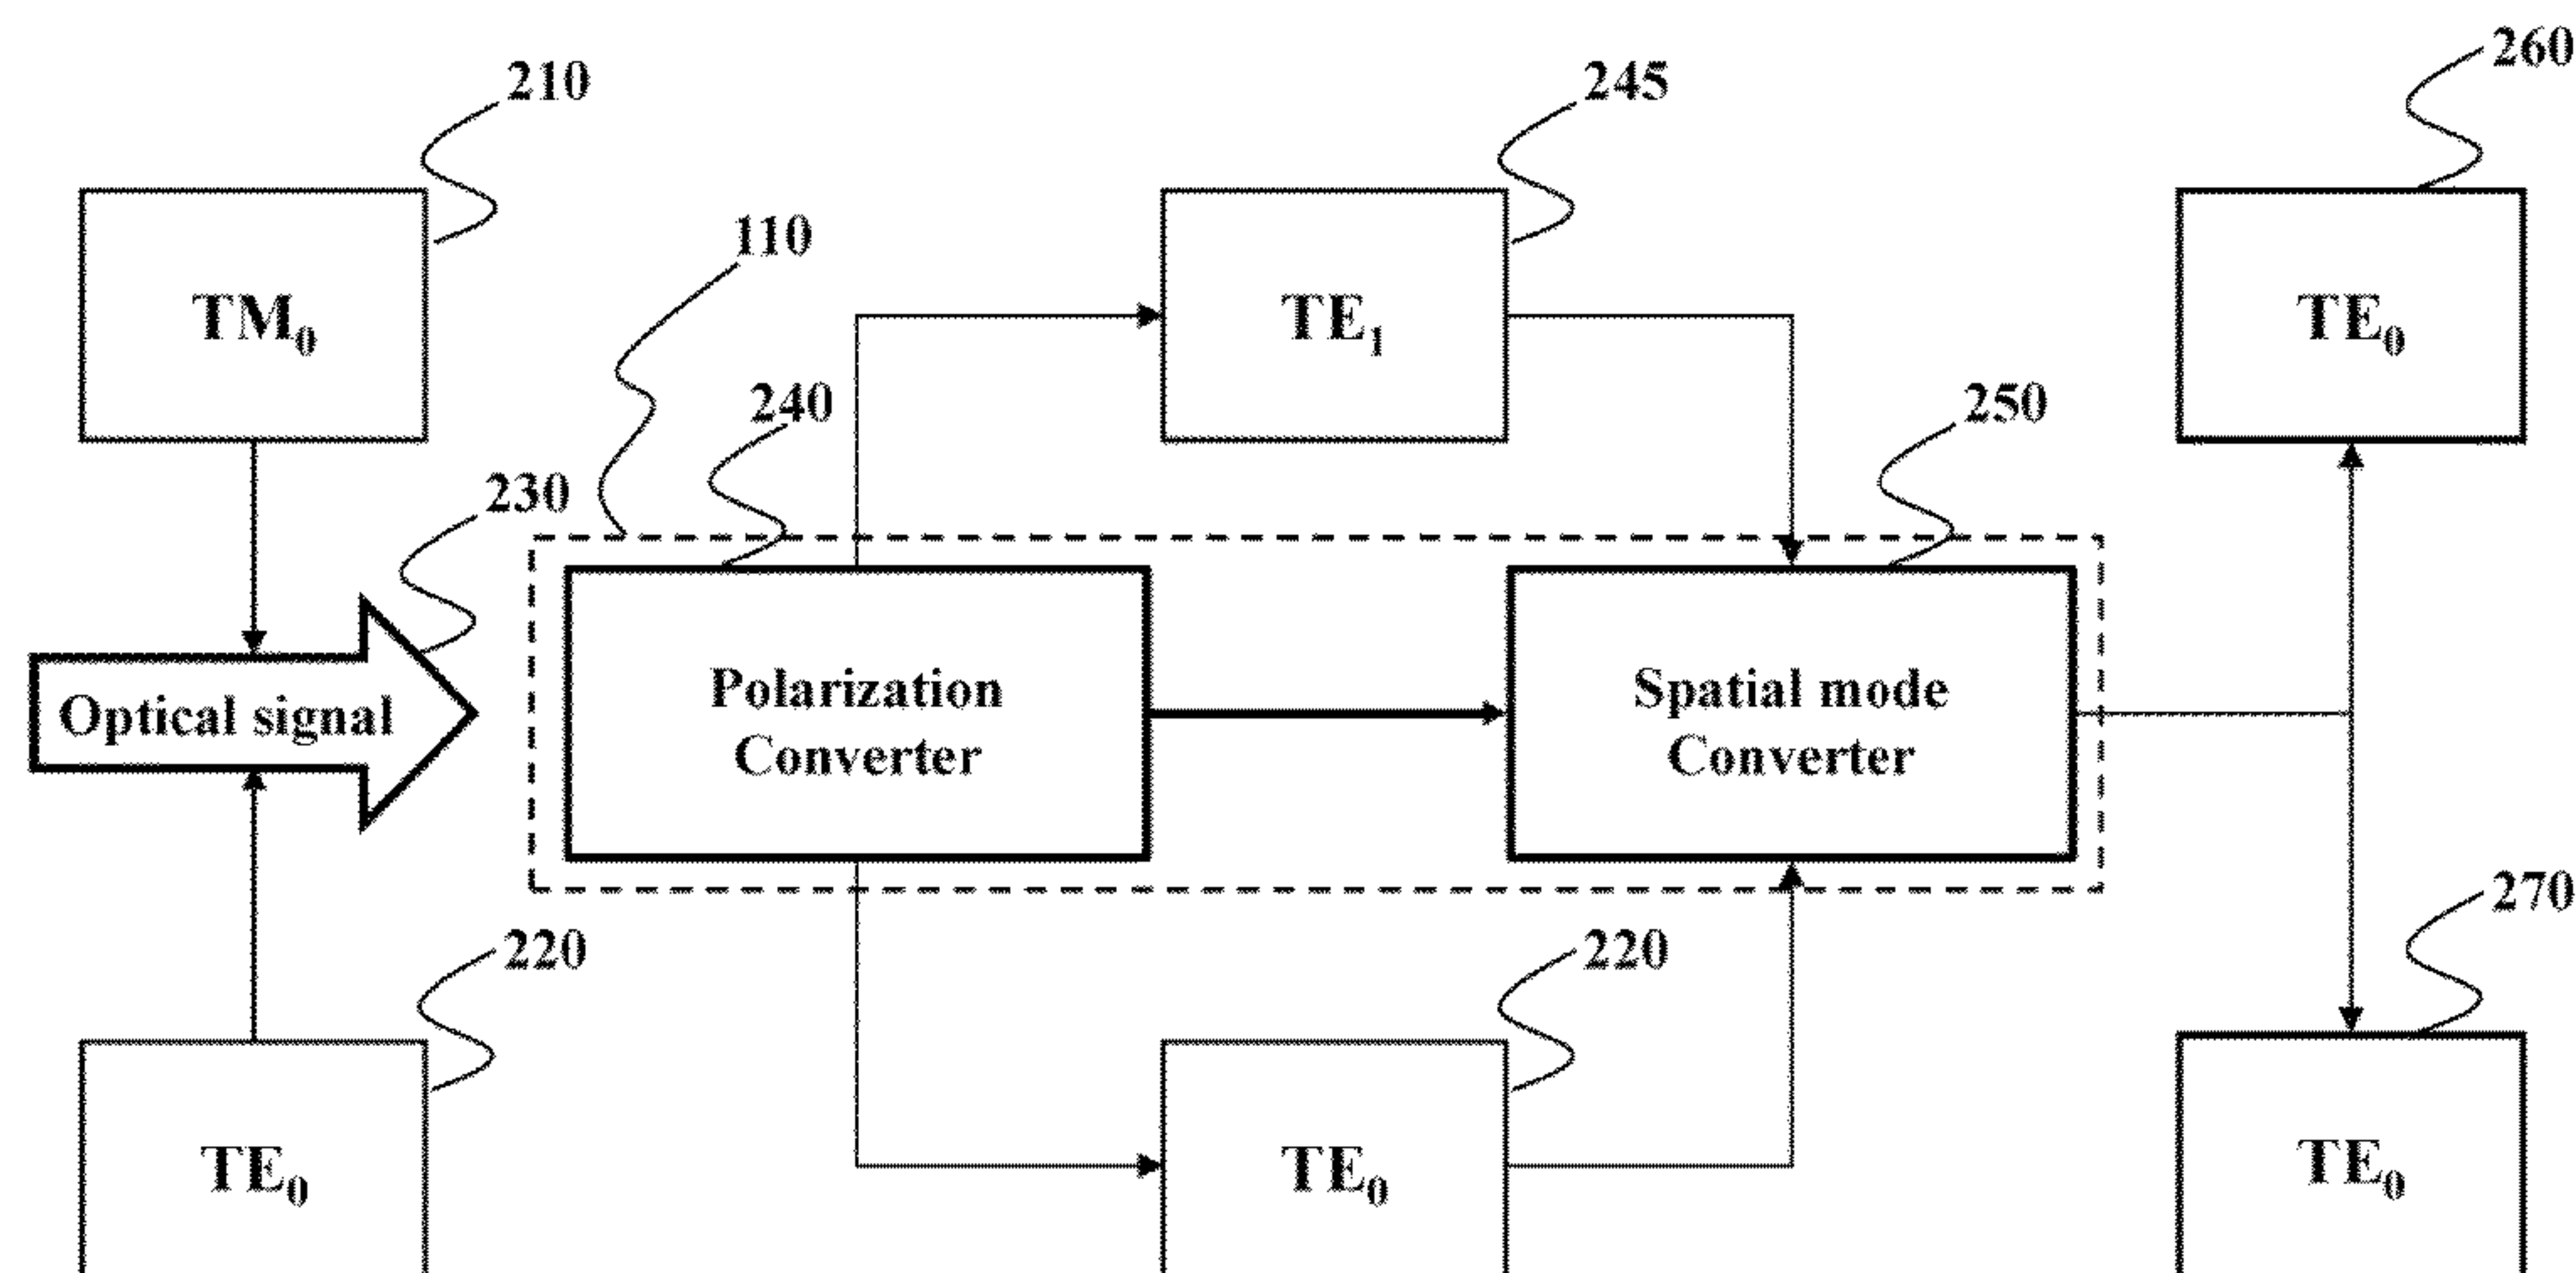 260
210
245
110
TM₀
TE₁
TE₀
240
250
230
Optical signal
Polarization
Converter
Spatial mode
Converter
270
220
220
TE₀
TE₀
TE₀